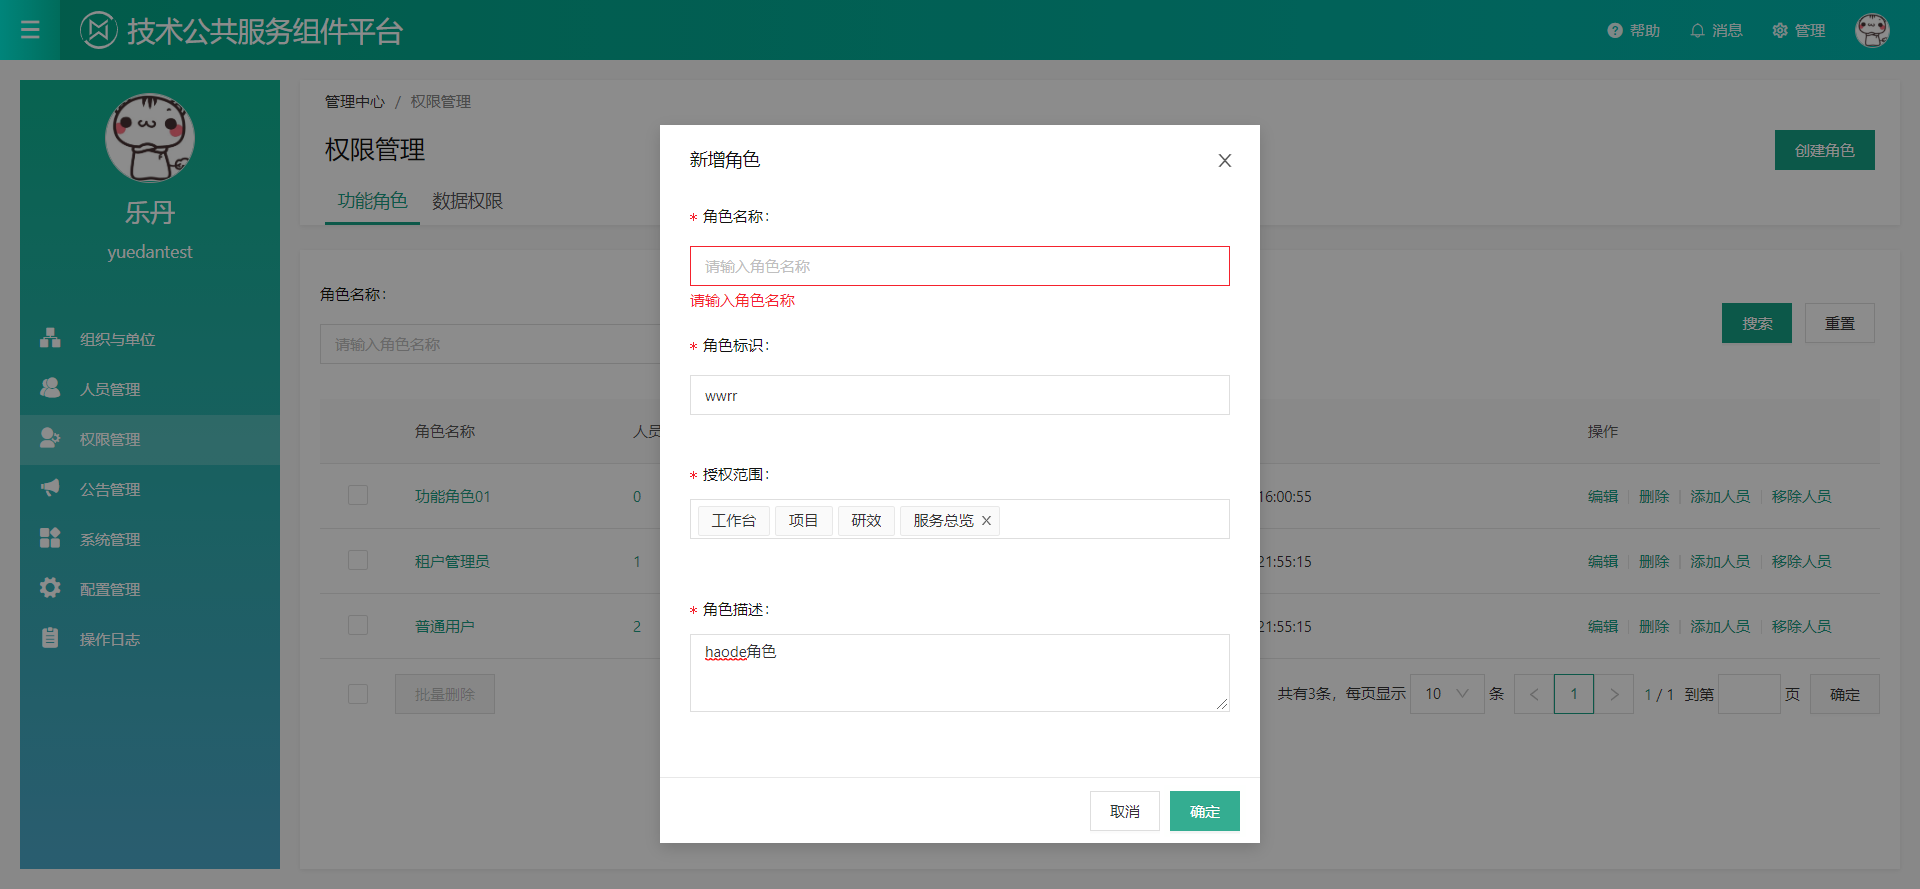 技术公共服务组件平台
帮助
消息
管理
乐丹
yuedantest
组织与单位
人员管理
权限管理
公告管理
系统管理
配置管理
操作日志
管理中心 / 权限管理
权限管理
创建角色
功能角色 数据权限
角色名称：
请输入角色名称
搜索 重置
角色名称 人员 操作
功能角色01 0 16:00:55 编辑 删除 添加人员 移除人员
租户管理员 1 21:55:15 编辑 删除 添加人员 移除人员
普通用户 2 21:55:15 编辑 删除 添加人员 移除人员
批量删除
共有3条，每页显示 10 条 < 1 > 1 / 1 到第 页 确定
新增角色
* 角色名称：
请输入角色名称
请输入角色名称
* 角色标识：
wwrr
* 授权范围：
工作台 项目 研效 服务总览
* 角色描述：
haode角色
取消 确定